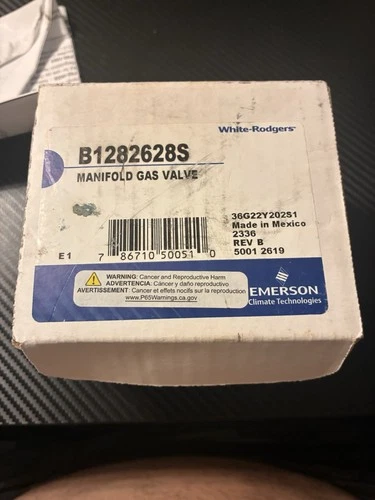 White-Rodgers
B1282628S
MANIFOLD GAS VALVE
36G22Y202S1
Made in Mexico
2336
REV B
5001 2619
E1 7 86710 50051 0
WARNING: Cancer and Reproductive Harm
ADVERTENCIA: Cáncer y daño reproductivo
AVERTISSEMENT: Cancer et effets nocifs sur la reproduction
www.P65Warnings.ca.gov
EMERSON
Climate Technologies